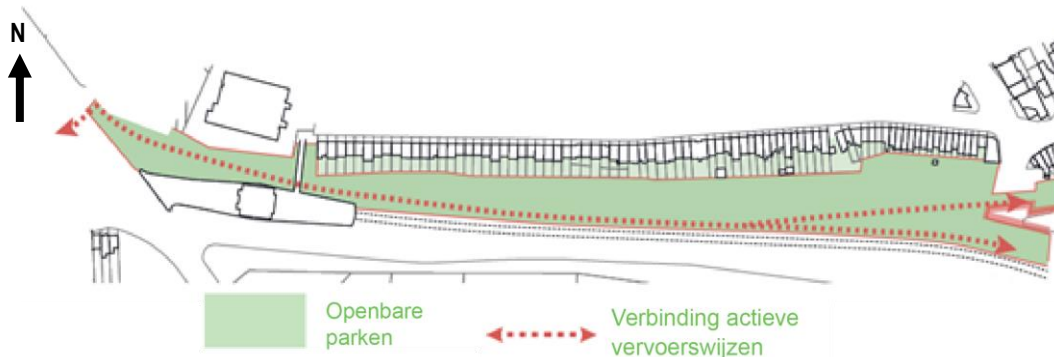 N
Openbare
parken
Verbinding actieve
vervoerswijzen